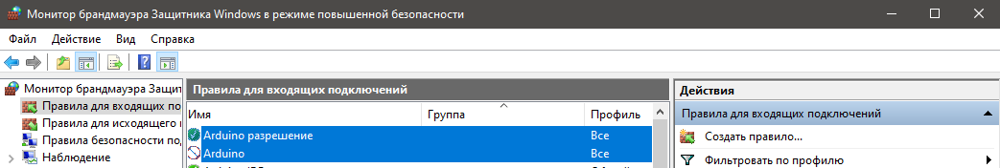 Монитор брандмауэра Защитника Windows в режиме повышенной безопасности
Файл Действие Вид Справка
Монитор брандмауэра Защит
Правила для входящих по
Правила для исходящего
Правила безопасности по
Наблюдение
Правила для входящих подключений
Имя Группа Профиль
Arduino разрешение Все
Arduino Все
Действия
Правила для входящих подключений
Создать правило...
Фильтровать по профилю